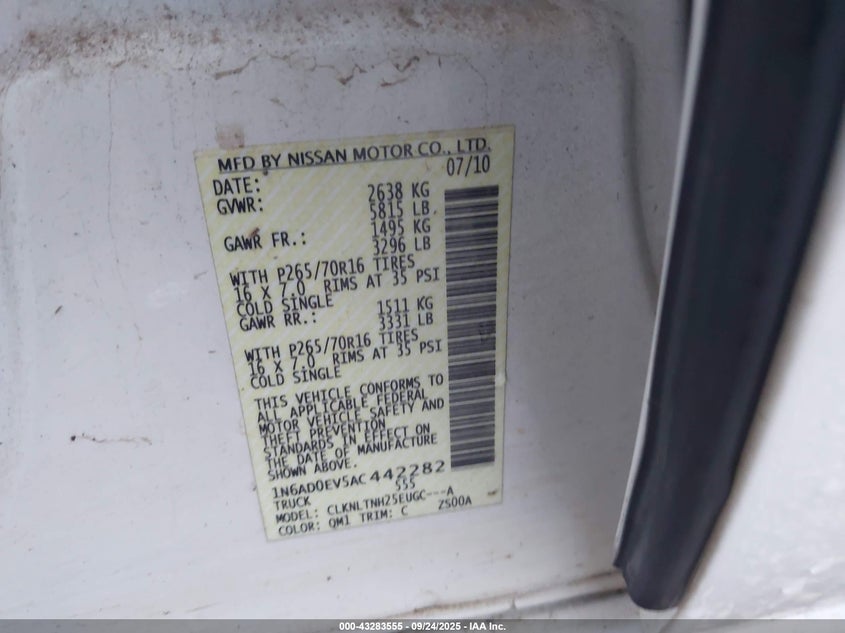 MFD BY NISSAN MOTOR CO., LTD.
DATE: 07/10
GVWR: 2638 KG
5815 LB
GAWR FR.: 1495 KG
3296 LB
WITH P265/70R16 TIRES
16 X 7.0 RIMS AT 35 PSI
COLD SINGLE
GAWR RR.: 1511 KG
3331 LB
WITH P265/70R16 TIRES
16 X 7.0 RIMS AT 35 PSI
COLD SINGLE
THIS VEHICLE CONFORMS TO
ALL APPLICABLE FEDERAL
MOTOR VEHICLE SAFETY AND
THEFT PREVENTION
STANDARDS IN EFFECT ON
THE DATE OF MANUFACTURE
SHOWN ABOVE.
1N6AD0EV5AC442282
TRUCK 555
MODEL: CLKNLTNH25EUGC---A
COLOR: QM1 TRIM: C ZS00A
000-43283555 - 09/24/2025 - IAA Inc.